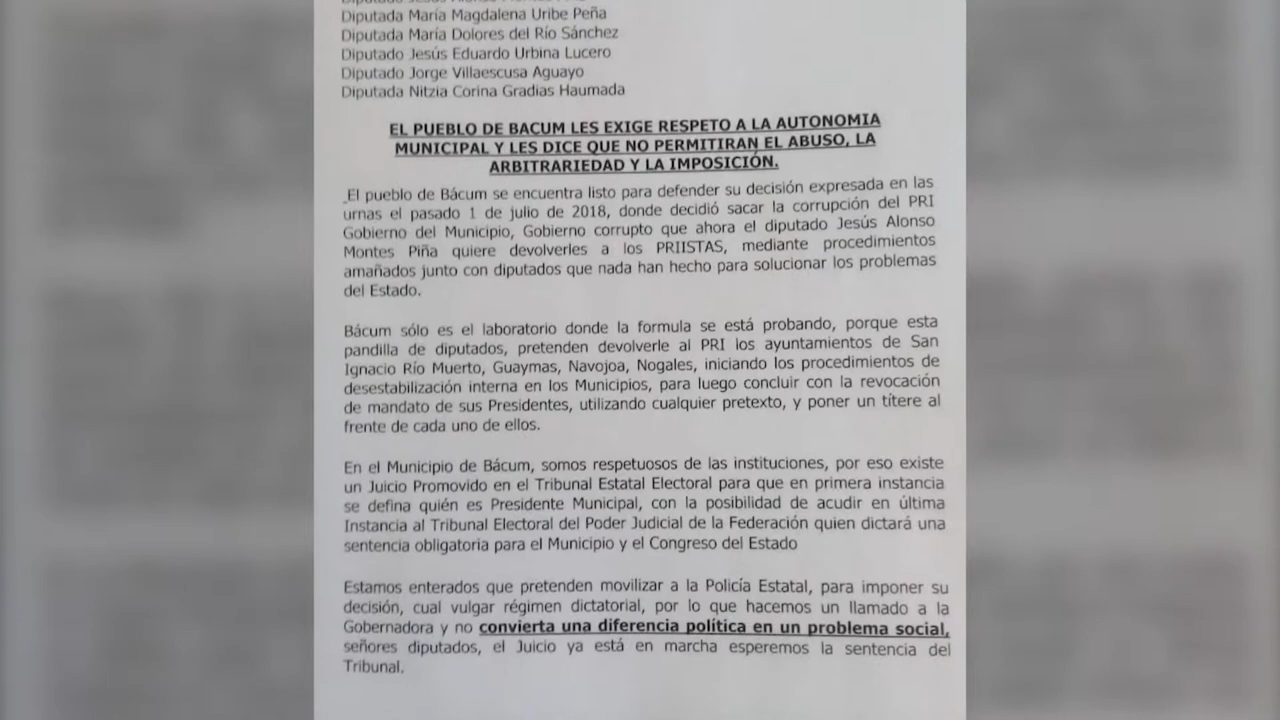 Diputada María Magdalena Uribe Peña
Diputada María Dolores del Río Sánchez
Diputado Jesús Eduardo Urbina Lucero
Diputado Jorge Villaescusa Aguayo
Diputada Nitzia Corina Gradias Haumada
EL PUEBLO DE BACUM LES EXIGE RESPETO A LA AUTONOMIA
MUNICIPAL Y LES DICE QUE NO PERMITIRAN EL ABUSO, LA
ARBITRARIEDAD Y LA IMPOSICIÓN.
El pueblo de Bácum se encuentra listo para defender su decisión expresada en las
urnas el pasado 1 de julio de 2018, donde decidió sacar la corrupción del PRI
Gobierno del Municipio, Gobierno corrupto que ahora el diputado Jesús Alonso
Montes Piña quiere devolverles a los PRIISTAS, mediante procedimientos
amañados junto con diputados que nada han hecho para solucionar los problemas
del Estado.
Bácum sólo es el laboratorio donde la formula se está probando, porque esta
pandilla de diputados, pretenden devolverle al PRI los ayuntamientos de San
Ignacio Río Muerto, Guaymas, Navojoa, Nogales, iniciando los procedimientos de
desestabilización interna en los Municipios, para luego concluir con la revocación
de mandato de sus Presidentes, utilizando cualquier pretexto, y poner un títere al
frente de cada uno de ellos.
En el Municipio de Bácum, somos respetuosos de las instituciones, por eso existe
un Juicio Promovido en el Tribunal Estatal Electoral para que en primera instancia
se defina quién es Presidente Municipal, con la posibilidad de acudir en última
Instancia al Tribunal Electoral del Poder Judicial de la Federación quien dictará una
sentencia obligatoria para el Municipio y el Congreso del Estado
Estamos enterados que pretenden movilizar a la Policía Estatal, para imponer su
decisión, cual vulgar régimen dictatorial, por lo que hacemos un llamado a la
Gobernadora y no convierta una diferencia política en un problema social,
señores diputados, el Juicio ya está en marcha esperemos la sentencia del
Tribunal.